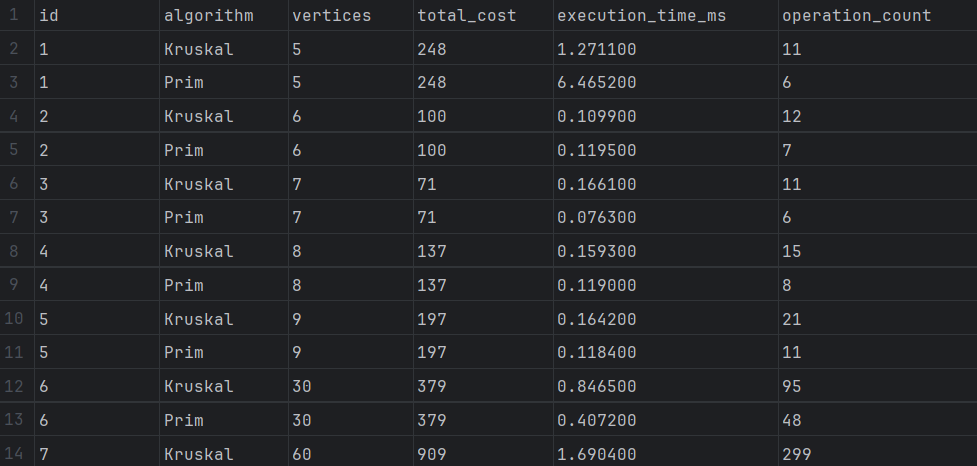 1 id algorithm vertices total_cost execution_time_ms operation_count
2 1 Kruskal 5 248 1.271100 11
3 1 Prim 5 248 6.465200 6
4 2 Kruskal 6 100 0.109900 12
5 2 Prim 6 100 0.119500 7
6 3 Kruskal 7 71 0.166100 11
7 3 Prim 7 71 0.076300 6
8 4 Kruskal 8 137 0.159300 15
9 4 Prim 8 137 0.119000 8
10 5 Kruskal 9 197 0.164200 21
11 5 Prim 9 197 0.118400 11
12 6 Kruskal 30 379 0.846500 95
13 6 Prim 30 379 0.407200 48
14 7 Kruskal 60 909 1.690400 299